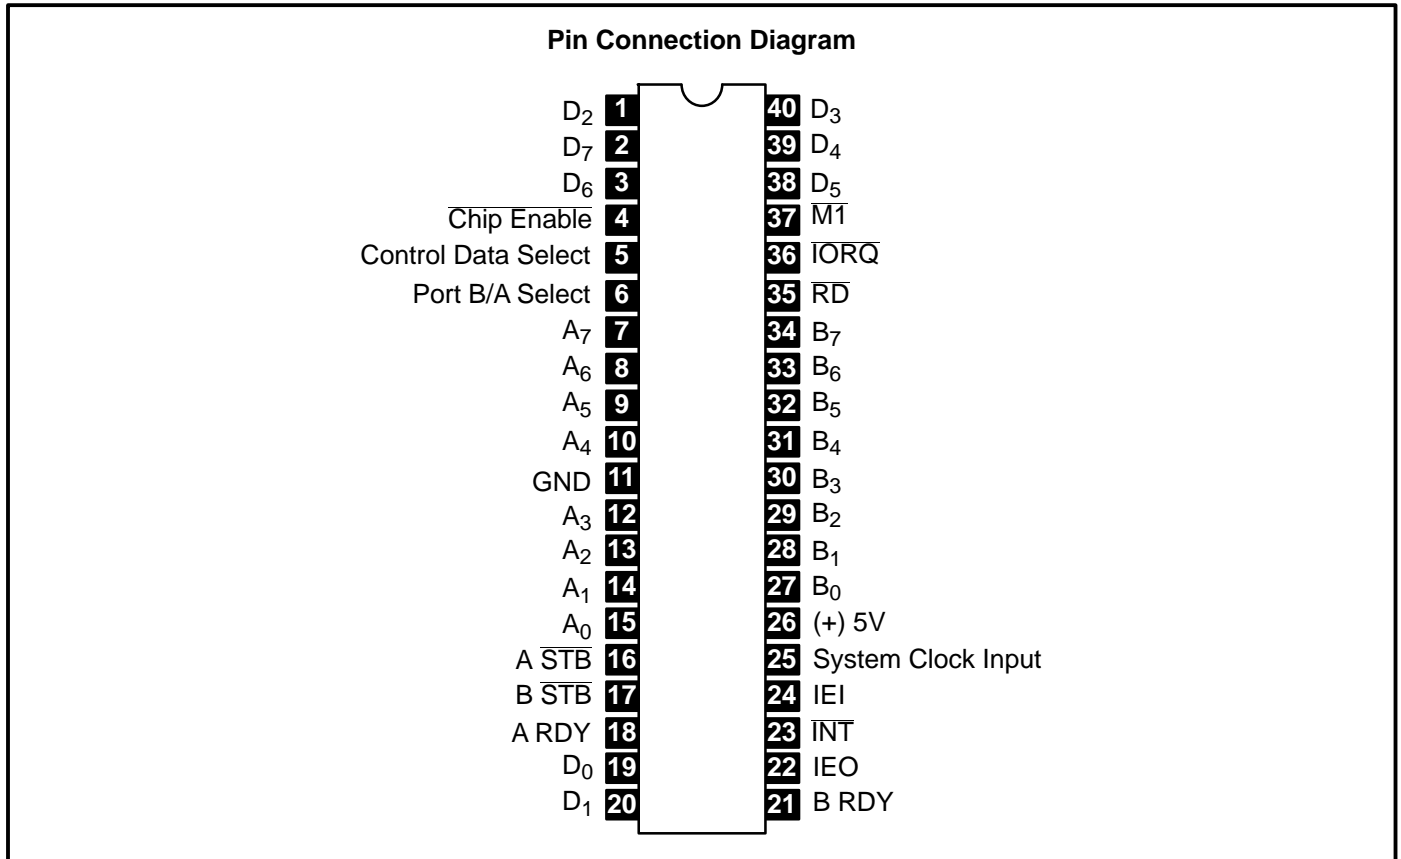 Pin Connection Diagram
D2 1 40 D3
D7 2 39 D4
D6 3 38 D5
Chip Enable 4 37 M1
Control Data Select 5 36 IORQ
Port B/A Select 6 35 RD
A7 7 34 B7
A6 8 33 B6
A5 9 32 B5
A4 10 31 B4
GND 11 30 B3
A3 12 29 B2
A2 13 28 B1
A1 14 27 B0
A0 15 26 (+) 5V
A STB 16 25 System Clock Input
B STB 17 24 IEI
A RDY 18 23 INT
D0 19 22 IEO
D1 20 21 B RDY